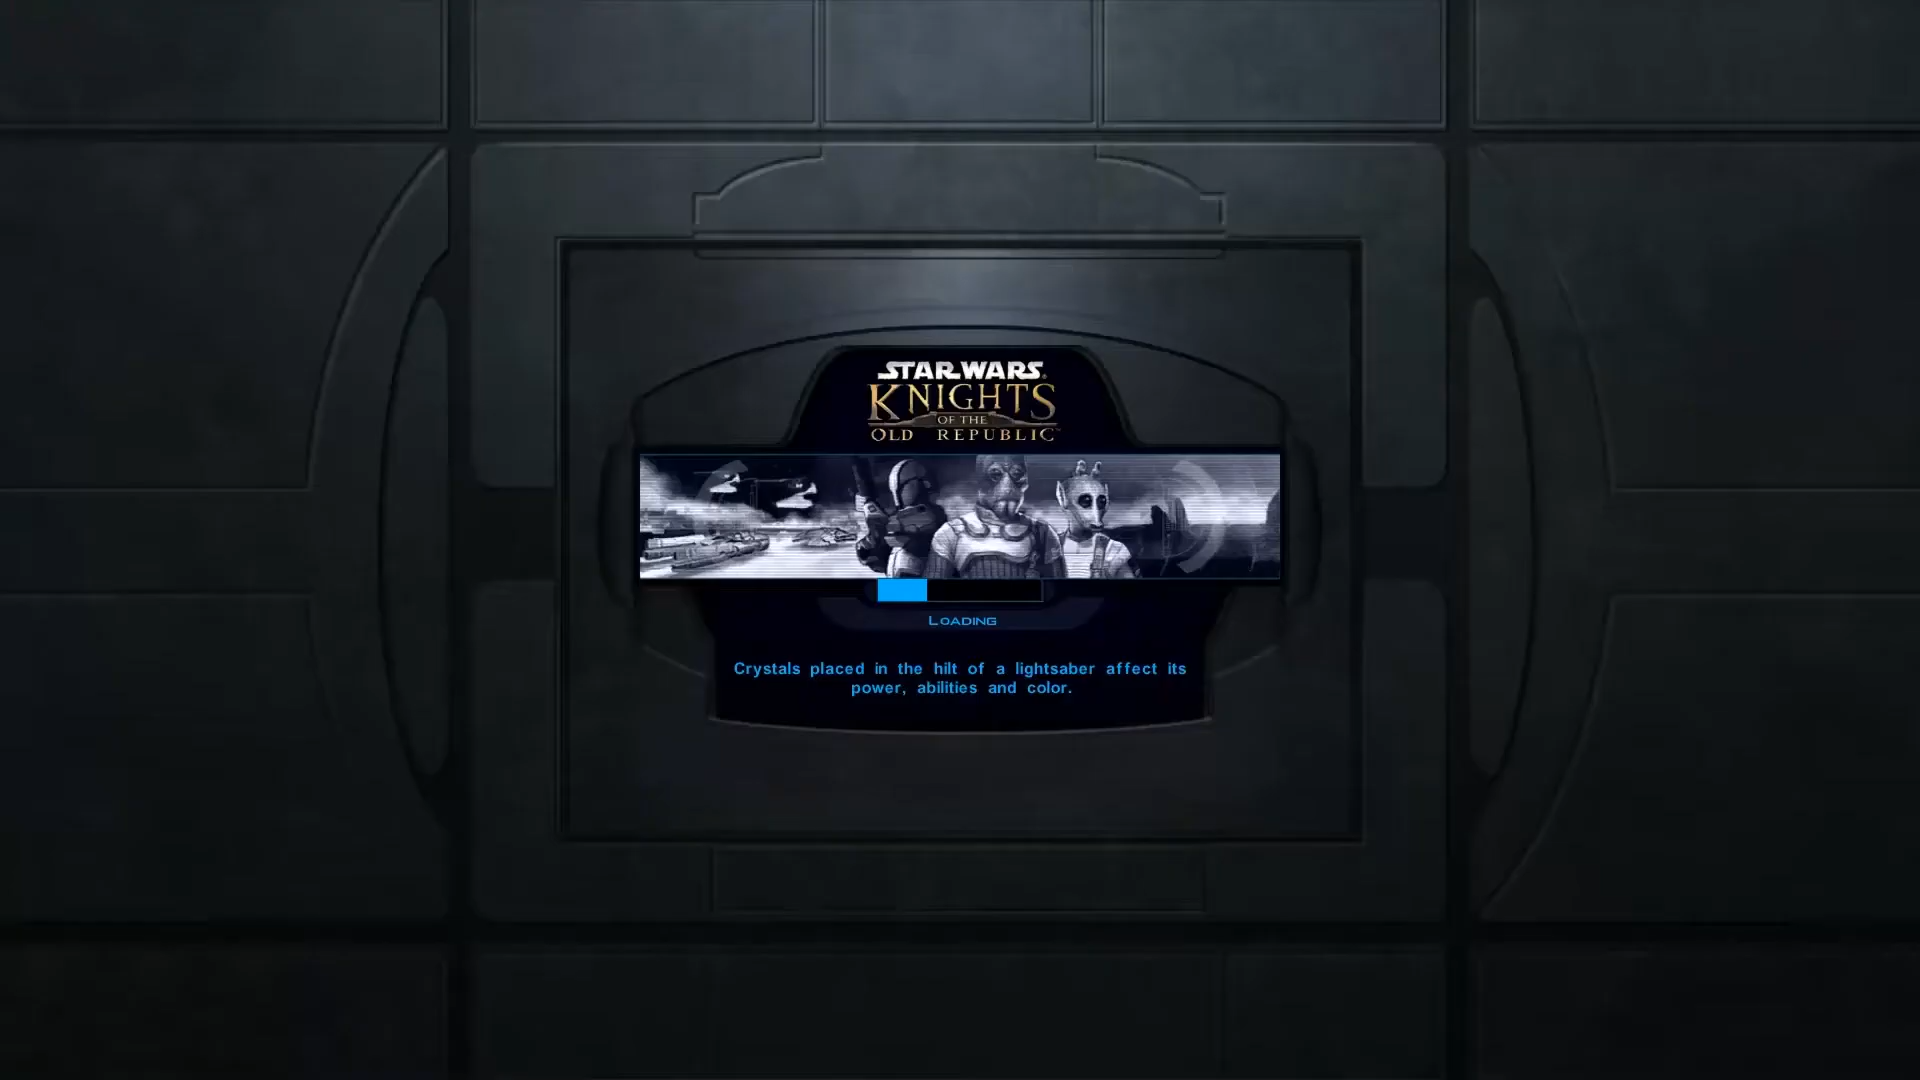 STAR WARS
KNIGHTS
OF THE
OLD REPUBLIC™
LOADING
Crystals placed in the hilt of a lightsaber affect its
power, abilities and color.